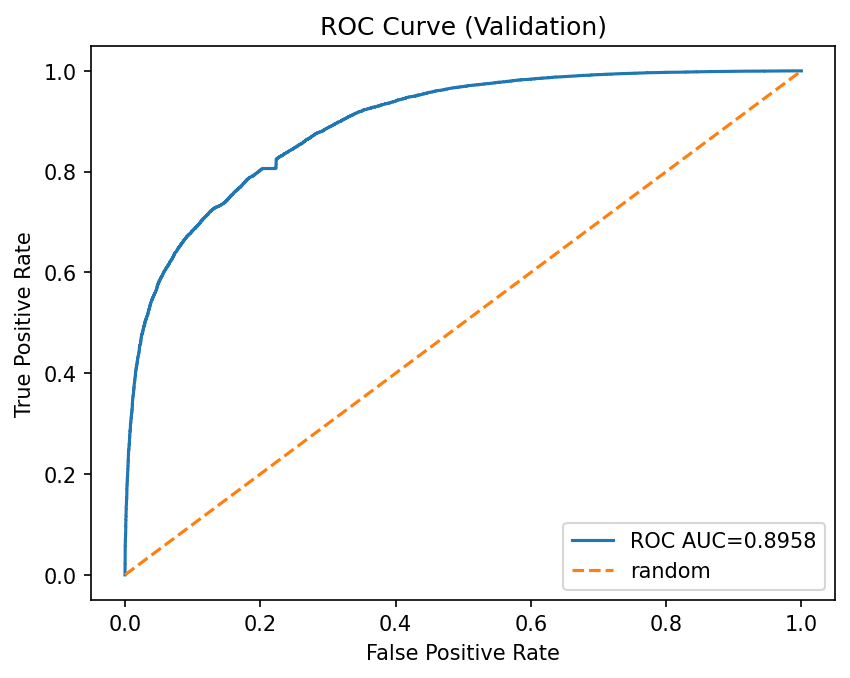 ROC Curve (Validation)
True Positive Rate
1.0
0.8
0.6
0.4
0.2
0.0
ROC AUC=0.8958
random
0.0 0.2 0.4 0.6 0.8 1.0
False Positive Rate